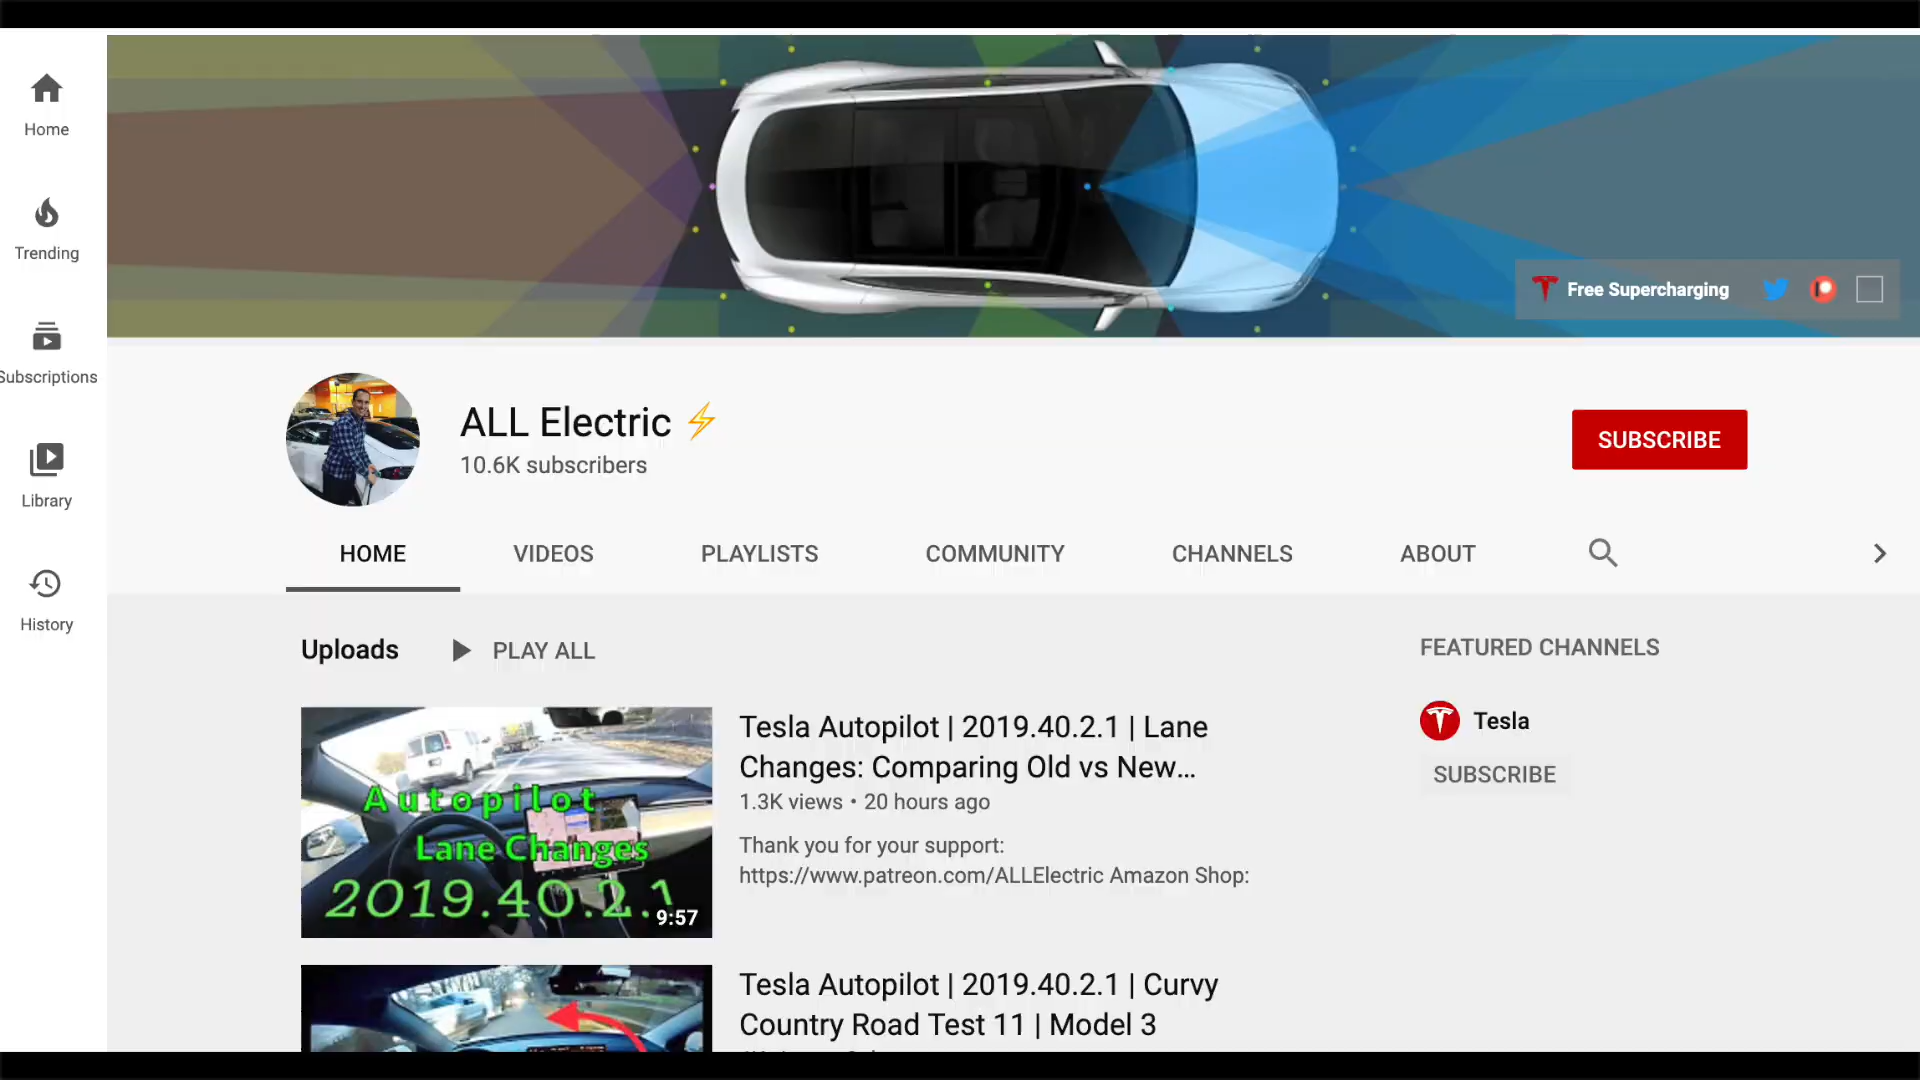 Home
Trending
Subscriptions
Library
History
Free Supercharging
ALL Electric ⚡
10.6K subscribers
SUBSCRIBE
HOME VIDEOS PLAYLISTS COMMUNITY CHANNELS ABOUT
Uploads PLAY ALL
FEATURED CHANNELS
Autopilot
Lane Changes
2019.40.2.1
9:57
Tesla Autopilot | 2019.40.2.1 | Lane
Changes: Comparing Old vs New...
1.3K views • 20 hours ago
Thank you for your support:
https://www.patreon.com/ALLElectric Amazon Shop:
Tesla
SUBSCRIBE
Tesla Autopilot | 2019.40.2.1 | Curvy
Country Road Test 11 | Model 3